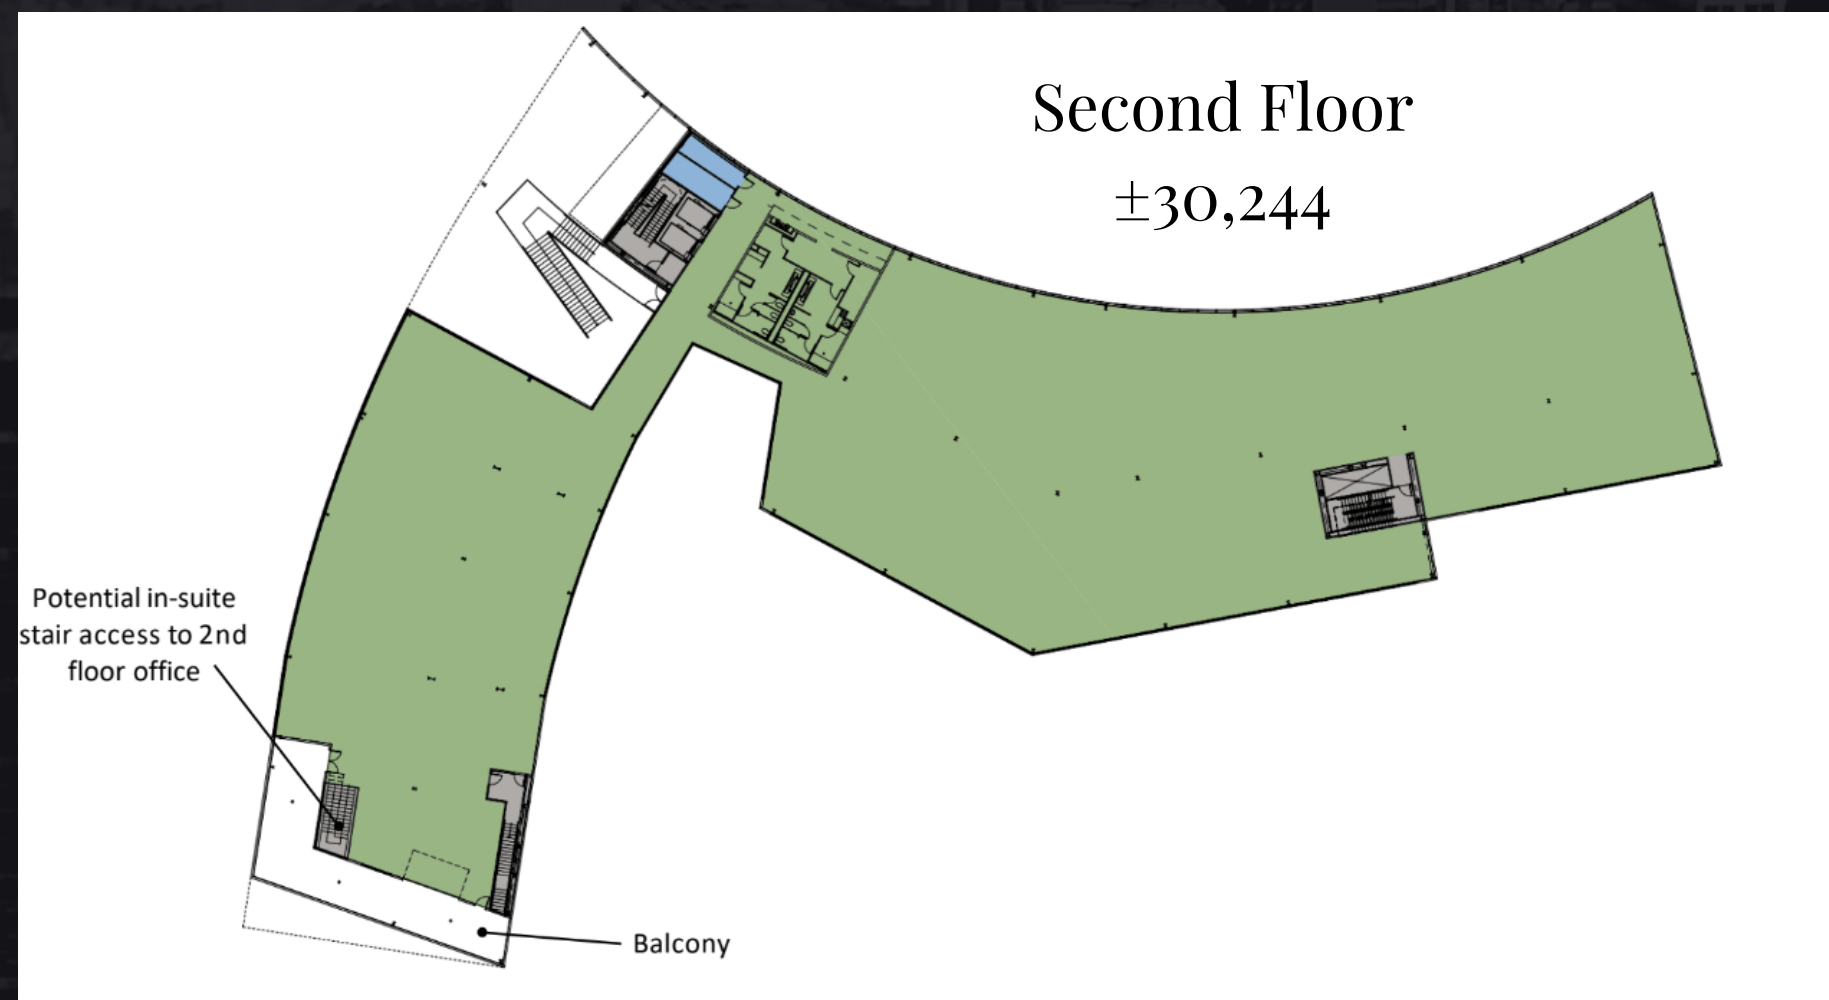 Second Floor
±30,244
Potential in-suite
stair access to 2nd
floor office
Balcony